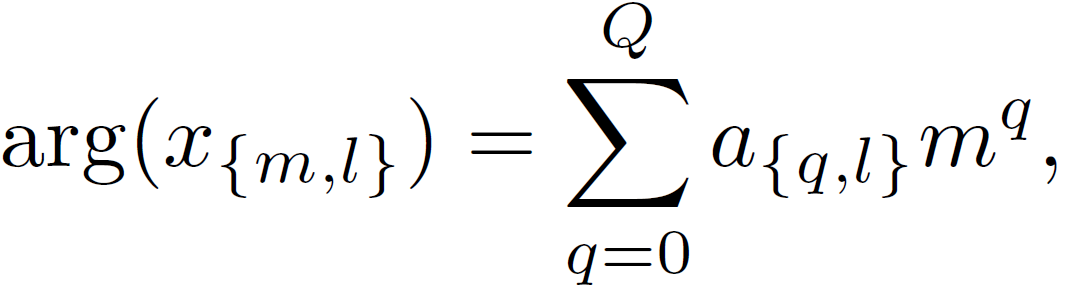 \arg(x_{\{m,l\}}) = \sum_{q=0}^{Q} a_{\{q,l\}} m^{q},